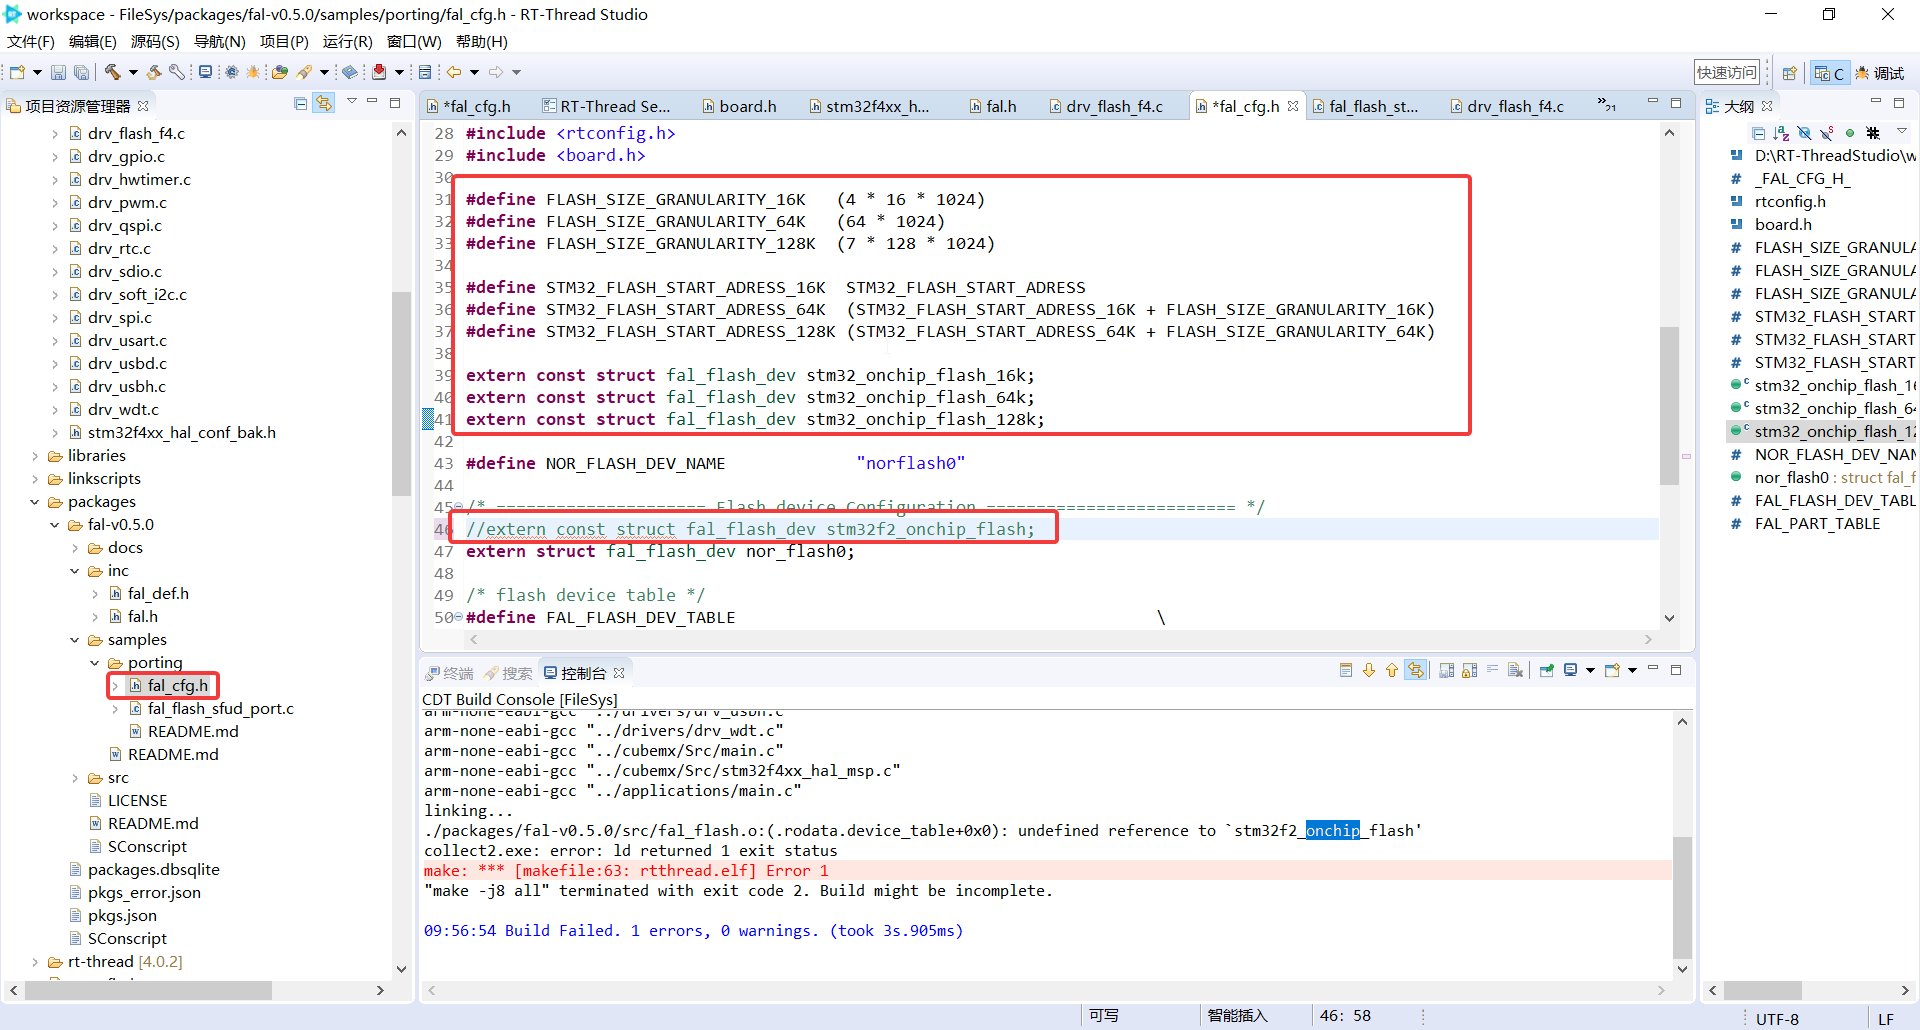 workspace - FileSys/packages/fal-v0.5.0/samples/porting/fal_cfg.h - RT-Thread Studio
文件(F) 编辑(E) 源码(S) 导航(N) 项目(P) 运行(R) 窗口(W) 帮助(H)
快速访问 C 调试
项目资源管理器
drv_flash_f4.c
drv_gpio.c
drv_hwtimer.c
drv_pwm.c
drv_qspi.c
drv_rtc.c
drv_sdio.c
drv_soft_i2c.c
drv_spi.c
drv_usart.c
drv_usbd.c
drv_usbh.c
drv_wdt.c
stm32f4xx_hal_conf_bak.h
libraries
linkscripts
packages
fal-v0.5.0
docs
inc
fal_def.h
fal.h
samples
porting
fal_cfg.h
fal_flash_sfud_port.c
README.md
README.md
src
LICENSE
README.md
SConscript
packages.dbsqlite
pkgs_error.json
pkgs.json
SConscript
rt-thread [4.0.2]
*fal_cfg.h RT-Thread Se... board.h stm32f4xx_h... fal.h drv_flash_f4.c *fal_cfg.h fal_flash_st... drv_flash_f4.c »21
28 #include <rtconfig.h>
29 #include <board.h>
30
31 #define FLASH_SIZE_GRANULARITY_16K (4 * 16 * 1024)
32 #define FLASH_SIZE_GRANULARITY_64K (64 * 1024)
33 #define FLASH_SIZE_GRANULARITY_128K (7 * 128 * 1024)
34
35 #define STM32_FLASH_START_ADRESS_16K STM32_FLASH_START_ADRESS
36 #define STM32_FLASH_START_ADRESS_64K (STM32_FLASH_START_ADRESS_16K + FLASH_SIZE_GRANULARITY_16K)
37 #define STM32_FLASH_START_ADRESS_128K (STM32_FLASH_START_ADRESS_64K + FLASH_SIZE_GRANULARITY_64K)
38
39 extern const struct fal_flash_dev stm32_onchip_flash_16k;
40 extern const struct fal_flash_dev stm32_onchip_flash_64k;
41 extern const struct fal_flash_dev stm32_onchip_flash_128k;
42
43 #define NOR_FLASH_DEV_NAME "norflash0"
44
45 /* ===================== Flash device Configuration ========================= */
46 //extern const struct fal_flash_dev stm32f2_onchip_flash;
47 extern struct fal_flash_dev nor_flash0;
48
49 /* flash device table */
50 #define FAL_FLASH_DEV_TABLE \
终端 搜索 控制台
CDT Build Console [FileSys]
arm-none-eabi-gcc "../drivers/drv_usbh.c"
arm-none-eabi-gcc "../drivers/drv_wdt.c"
arm-none-eabi-gcc "../cubemx/Src/main.c"
arm-none-eabi-gcc "../cubemx/Src/stm32f4xx_hal_msp.c"
arm-none-eabi-gcc "../applications/main.c"
linking...
./packages/fal-v0.5.0/src/fal_flash.o:(.rodata.device_table+0x0): undefined reference to `stm32f2_onchip_flash'
collect2.exe: error: ld returned 1 exit status
make: *** [makefile:63: rtthread.elf] Error 1
"make -j8 all" terminated with exit code 2. Build might be incomplete.
09:56:54 Build Failed. 1 errors, 0 warnings. (took 3s.905ms)
大纲
D:\RT-ThreadStudio\w
_FAL_CFG_H_
rtconfig.h
board.h
FLASH_SIZE_GRANULA
FLASH_SIZE_GRANULA
FLASH_SIZE_GRANULA
STM32_FLASH_START
STM32_FLASH_START
STM32_FLASH_START
stm32_onchip_flash_16
stm32_onchip_flash_64
stm32_onchip_flash_12
NOR_FLASH_DEV_NAM
nor_flash0 : struct fal_f
FAL_FLASH_DEV_TABL
FAL_PART_TABLE
可写 智能插入 46: 58 UTF-8 LF